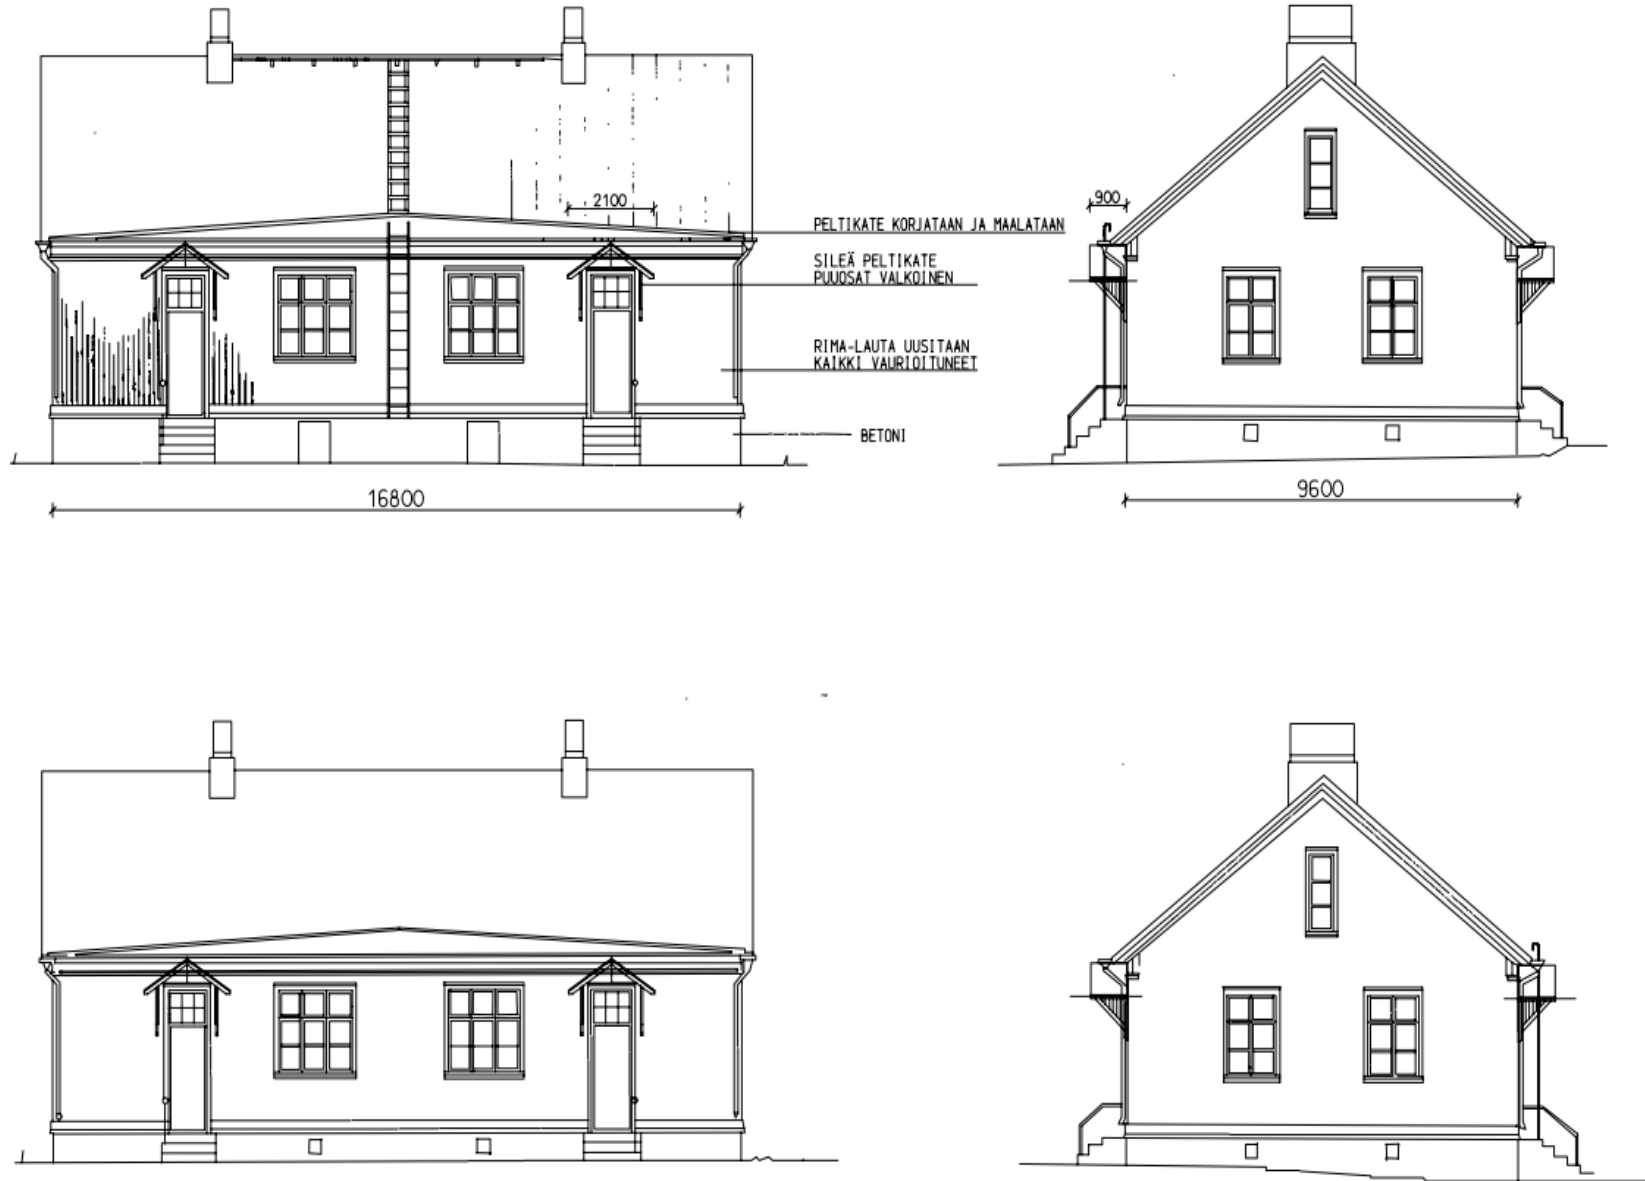 2100
900
PELTIKATE KORJATAAN JA MAALATAAN
SILEÄ PELTIKATE
PUUOSAT VALKOINEN
RIMA-LAUTA UUSITAAN
KAIKKI VAURIOITUNEET
BETONI
16800
9600